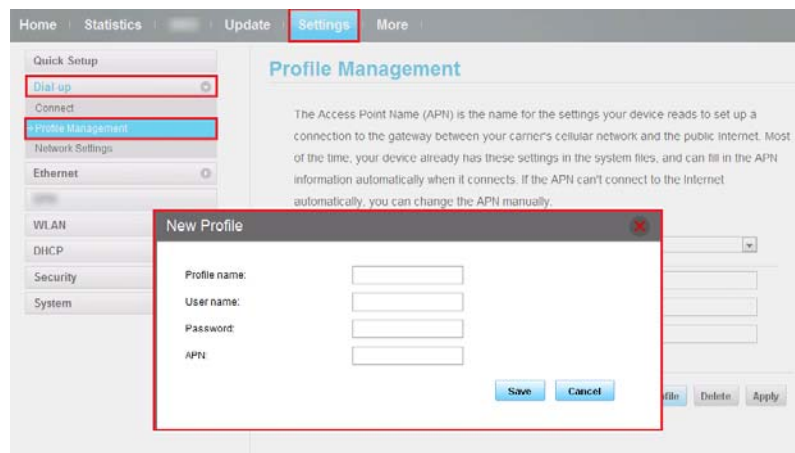 Home Statistics Update Settings More
Quick Setup
Dial-up
Connect
Profile Management
Network Settings
Ethernet
WLAN
DHCP
Security
System
Profile Management
The Access Point Name (APN) is the name for the settings your device reads to set up a
connection to the gateway between your carrier's cellular network and the public Internet. Most
of the time, your device already has these settings in the system files, and can fill in the APN
information automatically when it connects. If the APN can't connect to the Internet
automatically, you can change the APN manually.
New Profile
Profile name:
User name:
Password:
APN:
Save Cancel
Delete Apply